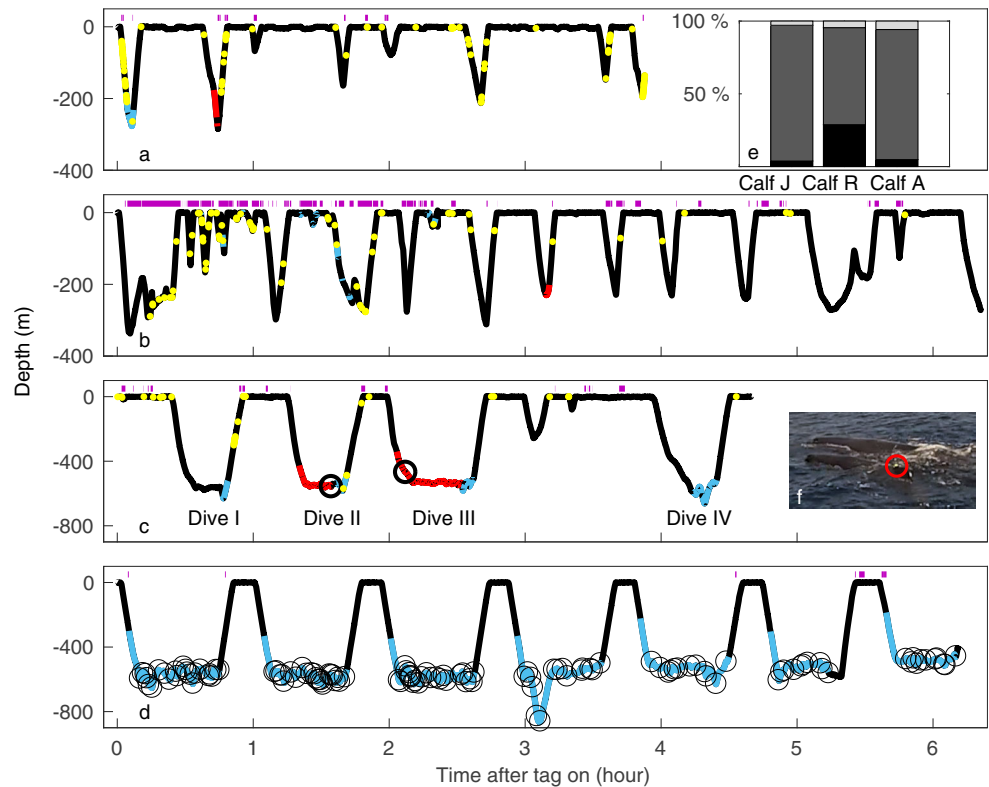 0
-200
-400
a
100 %
50 %
e
Calf J
Calf R
Calf A
0
-200
-400
b
Depth (m)
0
-400
-800
c
Dive I
Dive II
Dive III
Dive IV
f
0
-400
-800
d
0 1 2 3 4 5 6
Time after tag on (hour)